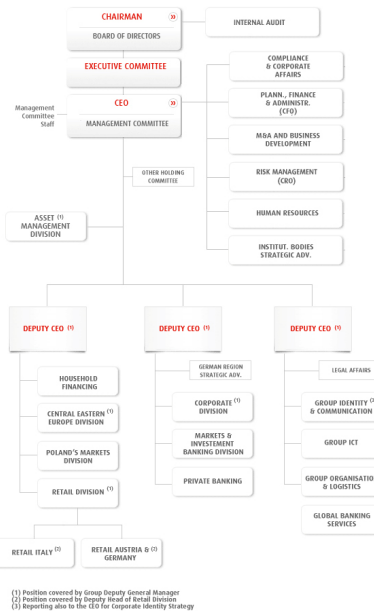 CHAIRMAN »
BOARD OF DIRECTORS
INTERNAL AUDIT
EXECUTIVE COMMITTEE
CEO »
MANAGEMENT COMMITTEE
Management
Committee
Staff
COMPLIANCE
& CORPORATE
AFFAIRS
PLANN., FINANCE
& ADMINISTR.
(CFO)
M&A AND BUSINESS
DEVELOPMENT
RISK MANAGEMENT
(CRO)
HUMAN RESOURCES
INSTITUT. BODIES
STRATEGIC ADV.
OTHER HOLDING
COMMITTEE
ASSET (1)
MANAGEMENT
DIVISION
DEPUTY CEO (1)
HOUSEHOLD
FINANCING
CENTRAL EASTERN (1)
EUROPE DIVISION
POLAND'S MARKETS
DIVISION
RETAIL DIVISION (1)
RETAIL ITALY (2)
RETAIL AUSTRIA & (2)
GERMANY
DEPUTY CEO (1)
GERMAN REGION
STRATEGIC ADV.
CORPORATE (1)
DIVISION
MARKETS &
INVESTEMENT
BANKING DIVISION
PRIVATE BANKING
DEPUTY CEO (1)
LEGAL AFFAIRS
GROUP IDENTITY
& COMMUNICATION
GROUP ICT
GROUP ORGANISATIO
& LOGISTICS
GLOBAL BANKING
SERVICES
(1) Position covered by Group Deputy General Manager
(2) Position covered by Deputy Head of Retail Division
(3) Reporting also to the CEO for Corporate Identity Strategy